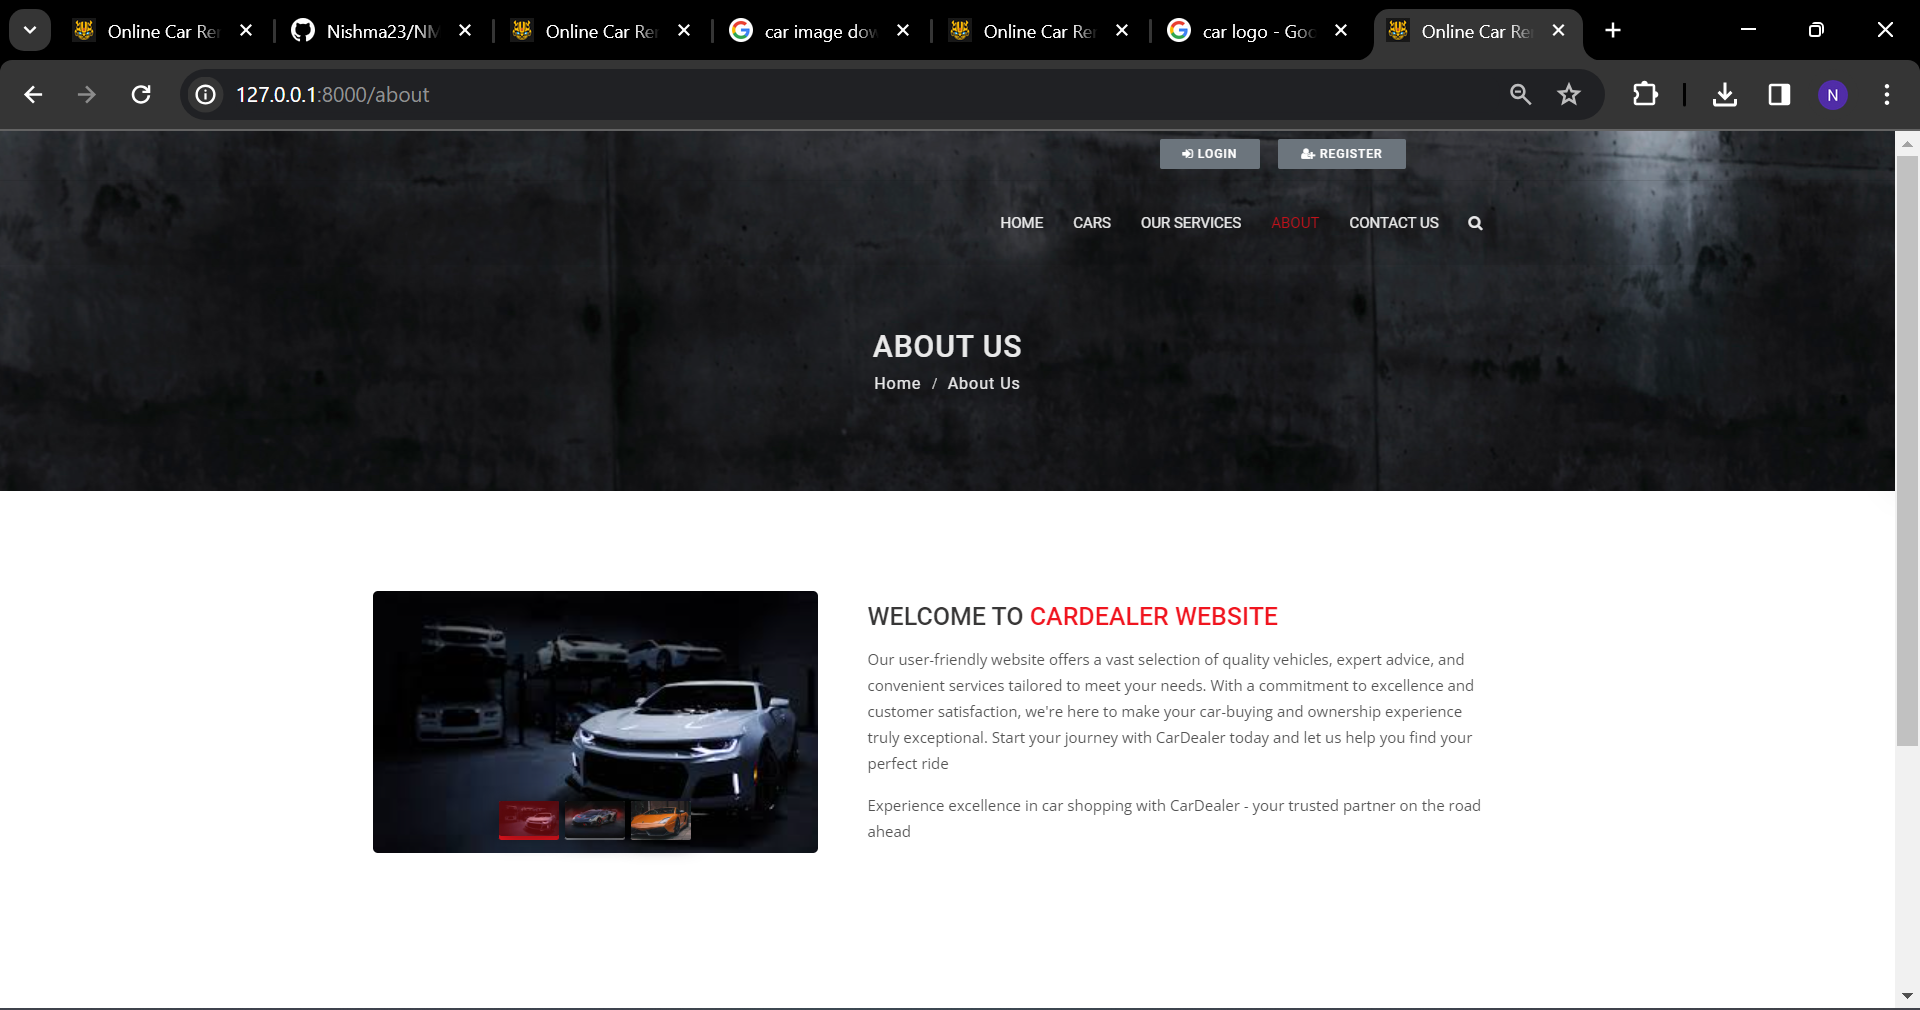 Online Car Re
Nishma23/NM
Online Car Re
car image dow
Online Car Re
car logo - Goo
Online Car Re
127.0.0.1:8000/about
N
LOGIN
REGISTER
HOME
CARS
OUR SERVICES
ABOUT
CONTACT US
ABOUT US
Home / About Us
WELCOME TO CARDEALER WEBSITE
Our user-friendly website offers a vast selection of quality vehicles, expert advice, and
convenient services tailored to meet your needs. With a commitment to excellence and
customer satisfaction, we're here to make your car-buying and ownership experience
truly exceptional. Start your journey with CarDealer today and let us help you find your
perfect ride
Experience excellence in car shopping with CarDealer - your trusted partner on the road
ahead